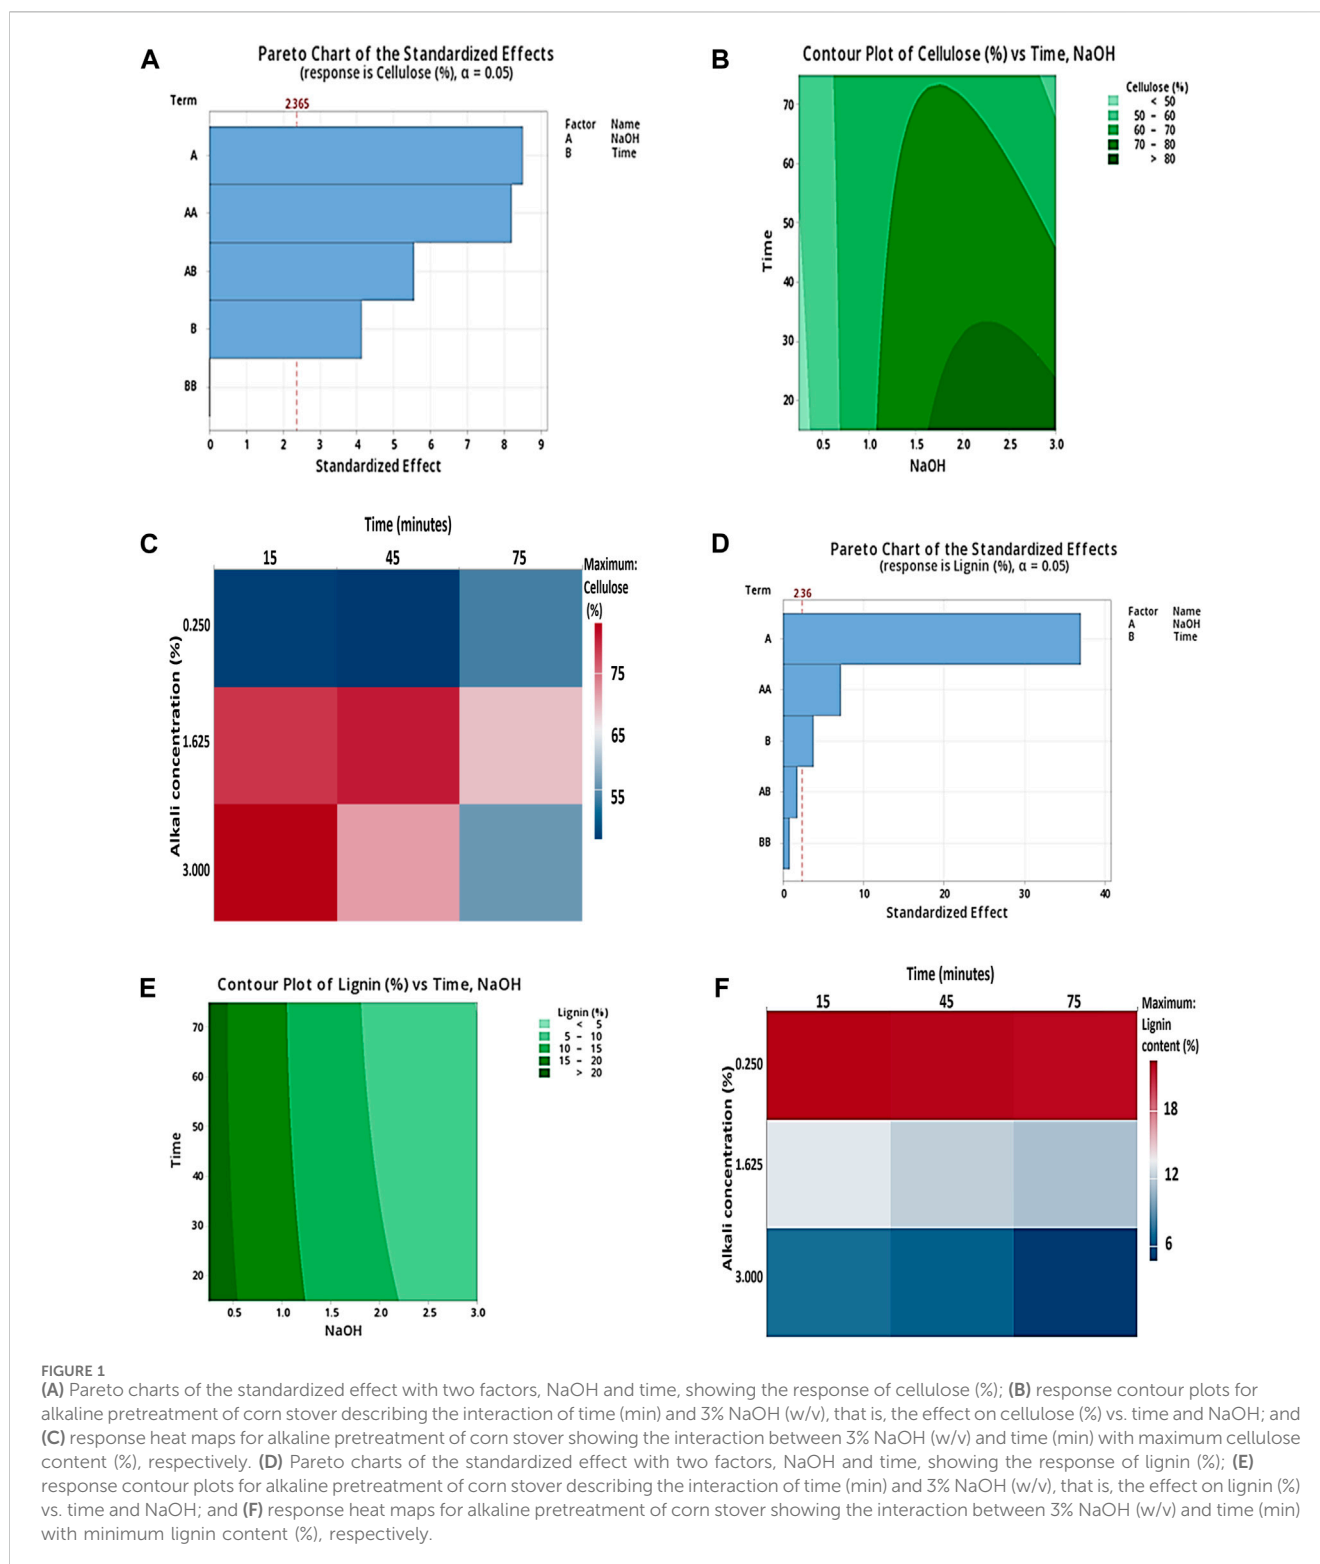 A
Pareto Chart of the Standardized Effects
(response is Cellulose (%), α = 0.05)
Term
2365
Factor Name
A NaOH
B Time
A
AA
AB
B
BB
0 1 2 3 4 5 6 7 8 9
Standardized Effect
B
Contour Plot of Cellulose (%) vs Time, NaOH
Cellulose (%)
< 50
50 – 60
60 – 70
70 – 80
> 80
70
60
50
40
30
20
Time
0.5 1.0 1.5 2.0 2.5 3.0
NaOH
C
Time (minutes)
15 45 75
Maximum:
Cellulose
(%)
75
65
55
0.250
1.625
3.000
Alkali concentration (%)
D
Pareto Chart of the Standardized Effects
(response is Lignin (%), α = 0.05)
Term
236
Factor Name
A NaOH
B Time
A
AA
B
AB
BB
0 10 20 30 40
Standardized Effect
E
Contour Plot of Lignin (%) vs Time, NaOH
Lignin (%)
< 5
5 – 10
10 – 15
15 – 20
> 20
70
60
50
40
30
20
Time
0.5 1.0 1.5 2.0 2.5 3.0
NaOH
F
Time (minutes)
15 45 75
Maximum:
Lignin
content (%)
18
12
6
0.250
1.625
3.000
Alkali concentration (%)
FIGURE 1
(A) Pareto charts of the standardized effect with two factors, NaOH and time, showing the response of cellulose (%); (B) response contour plots for
alkaline pretreatment of corn stover describing the interaction of time (min) and 3% NaOH (w/v), that is, the effect on cellulose (%) vs. time and NaOH; and
(C) response heat maps for alkaline pretreatment of corn stover showing the interaction between 3% NaOH (w/v) and time (min) with maximum cellulose
content (%), respectively. (D) Pareto charts of the standardized effect with two factors, NaOH and time, showing the response of lignin (%); (E)
response contour plots for alkaline pretreatment of corn stover describing the interaction of time (min) and 3% NaOH (w/v), that is, the effect on lignin (%)
vs. time and NaOH; and (F) response heat maps for alkaline pretreatment of corn stover showing the interaction between 3% NaOH (w/v) and time (min)
with minimum lignin content (%), respectively.